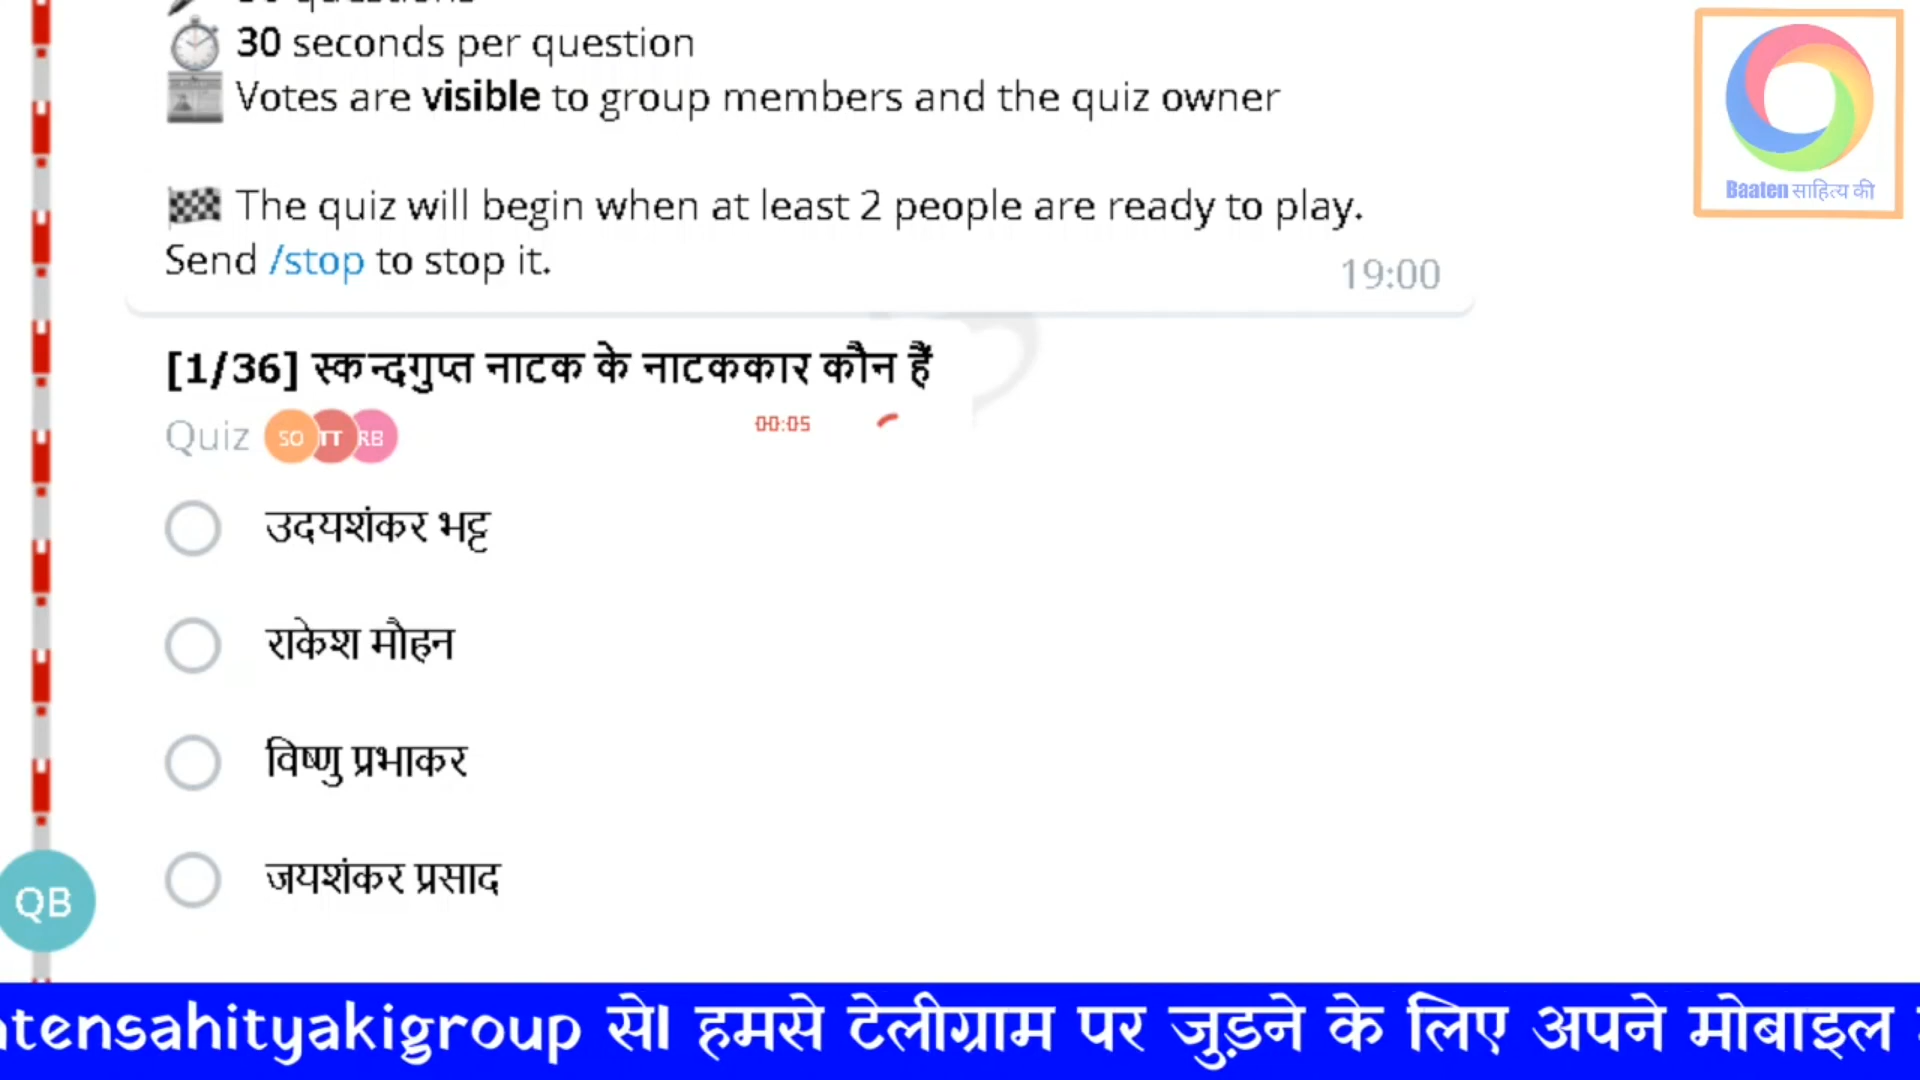 questions
30 seconds per question
Votes are visible to group members and the quiz owner
Baaten साहित्य की
The quiz will begin when at least 2 people are ready to play.
Send /stop to stop it.
19:00
[1/36] स्कन्दगुप्त नाटक के नाटककार कौन हैं
Quiz SO TT RB
00:05
उदयशंकर भट्ट
राकेश मौहन
विष्णु प्रभाकर
जयशंकर प्रसाद
QB
atensahityakigroup से। हमसे टेलीग्राम पर जुड़ने के लिए अपने मोबाइल